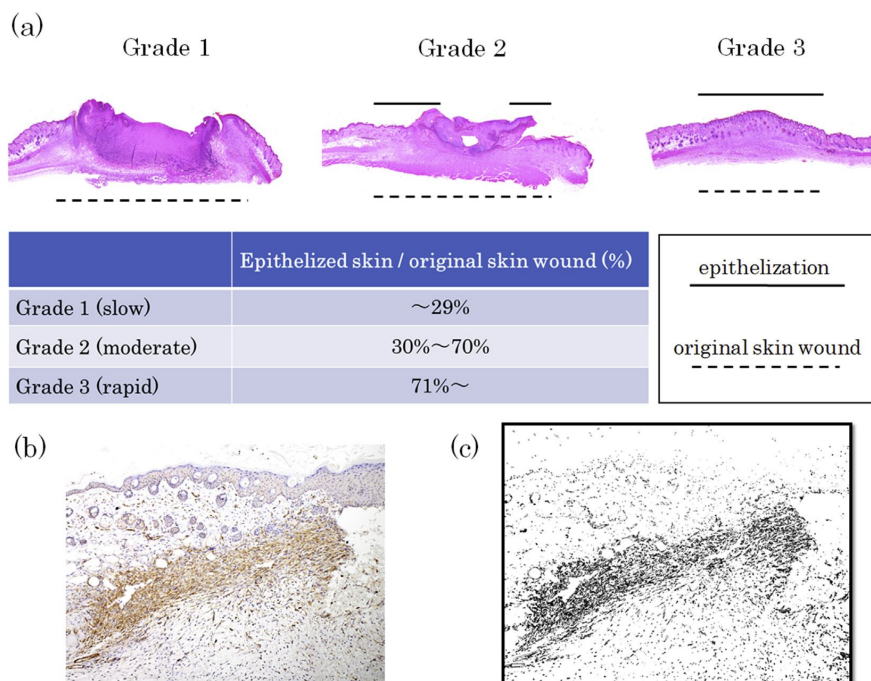 (a)
Grade 1 Grade 2 Grade 3
Epithelized skin / original skin wound (%)
Grade 1 (slow) ～29%
Grade 2 (moderate) 30%～70%
Grade 3 (rapid) 71%～
epithelization
original skin wound
(b) (c)